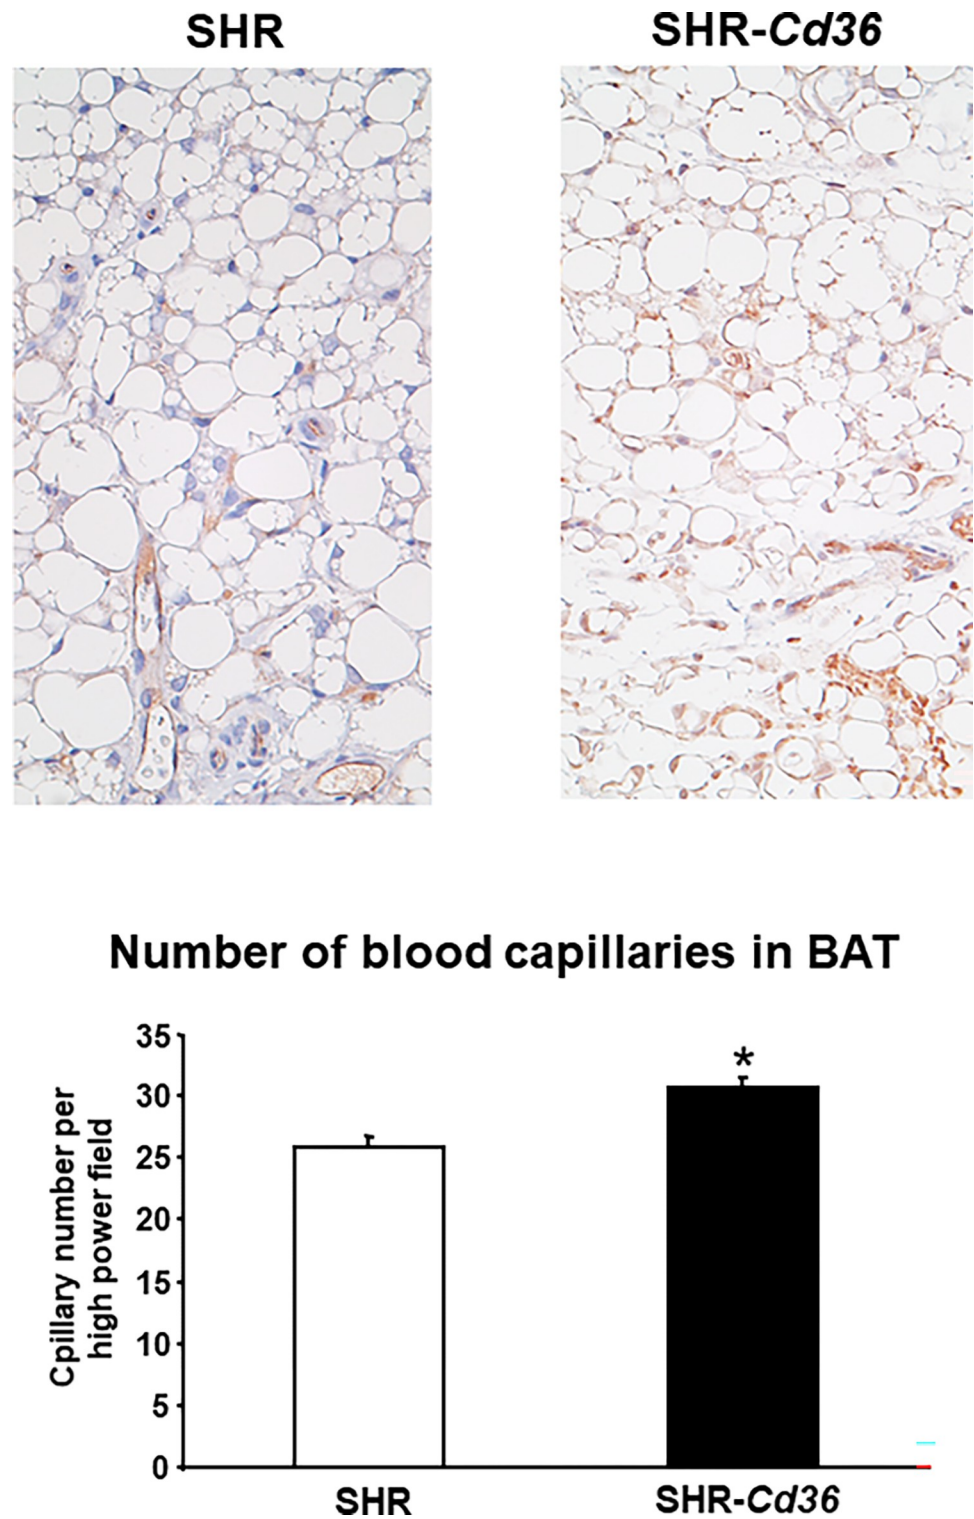 SHR
SHR-Cd36
Number of blood capillaries in BAT
Cpillary number per
high power field
35
30
25
20
15
10
5
0
*
SHR
SHR-Cd36